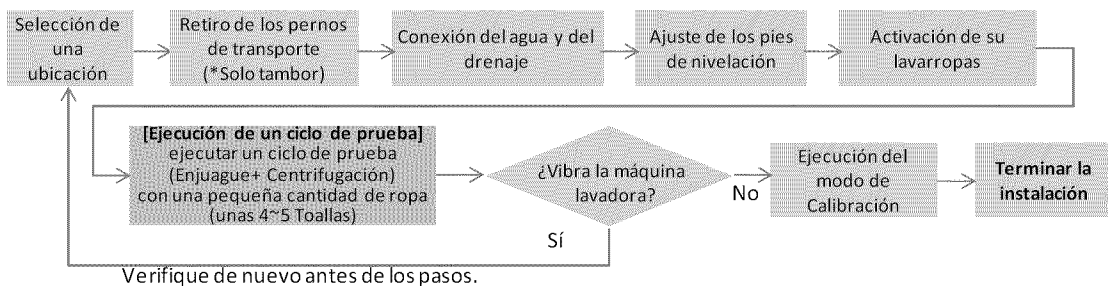 Selección de
una
ubicación
Retiro de los pernos
de transporte
(*Solo tambor)
Conexión del agua y del
drenaje
Ajuste de los pies
de nivelación
Activación de su
lavarropas
[Ejecución de un ciclo de prueba]
ejecutar un ciclo de prueba
(Enjuague+ Centrifugación)
con una pequeña cantidad de ropa
(unas 4~5 Toallas)
¿Vibra la máquina
lavadora?
No
Sí
Ejecución del
modo de
Calibración
Terminar la
instalación
Verifique de nuevo antes de los pasos.